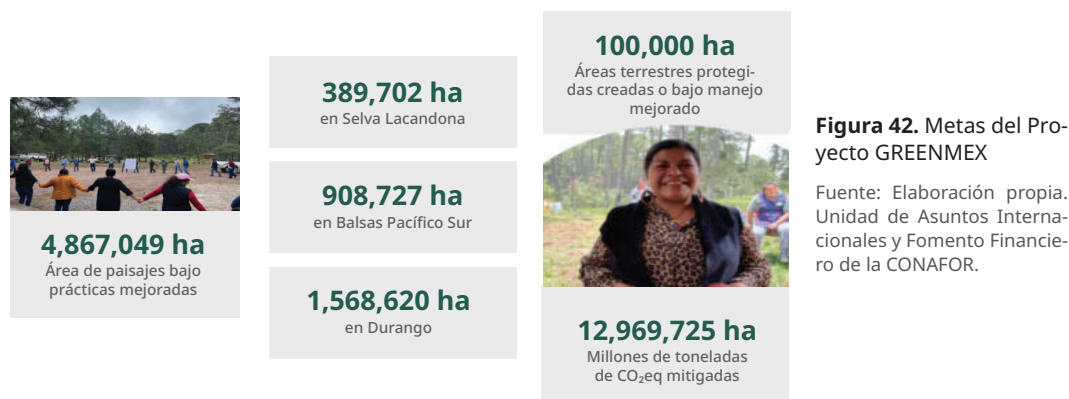 4,867,049 ha
Área de paisajes bajo
prácticas mejoradas
389,702 ha
en Selva Lacandona
908,727 ha
en Balsas Pacífico Sur
1,568,620 ha
en Durango
100,000 ha
Áreas terrestres protegi-
das creadas o bajo manejo
mejorado
12,969,725 ha
Millones de toneladas
de CO₂eq mitigadas
Figura 42. Metas del Pro-
yecto GREENMEX
Fuente: Elaboración propia.
Unidad de Asuntos Interna-
cionales y Fomento Financie-
ro de la CONAFOR.